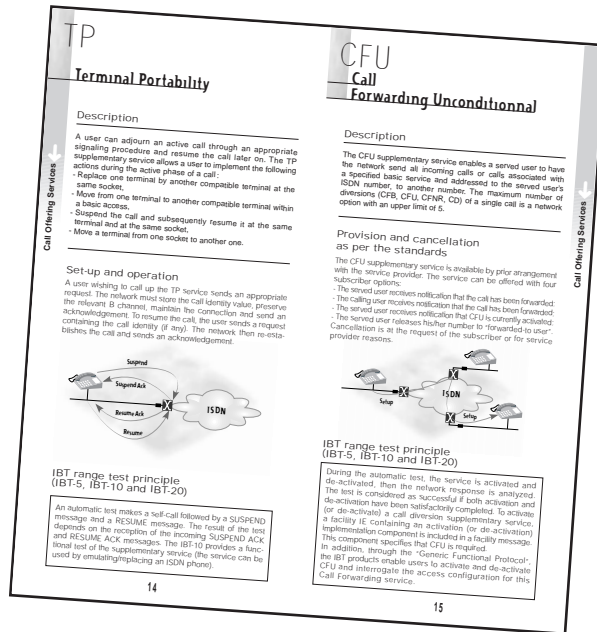 TP
Terminal Portability
Description
A user can adjourn an active call through an appropriate
signaling procedure and resume the call later on. The TP
supplementary service allows a user to implement the following
actions during the active phase of a call :
- Replace one terminal by another compatible terminal at the
same socket,
- Move from one terminal to another compatible terminal within
a basic access,
- Suspend the call and subsequently resume it at the same
terminal and at the same socket,
- Move a terminal from one socket to another one.
Call Offering Services
Set-up and operation
A user wishing to call up the TP service sends an appropriate
request. The network must store the call identity value, preserve
the relevant B channel, maintain the connection and send an
acknowledgement. To resume the call, the user sends a request
containing the call identity (if any). The network then re-esta-
blishes the call and sends an acknowledgement.
Suspend
Suspend Ack
ISDN
Resume Ack
Resume
IBT range test principle
(IBT-5, IBT-10 and IBT-20)
An automatic test makes a self-call followed by a SUSPEND
message and a RESUME message. The result of the test
depends on the reception of the incoming SUSPEND ACK
and RESUME ACK messages. The IBT-10 provides a func-
tional test of the supplementary service (the service can be
used by emulating/replacing an ISDN phone).
14
CFU
Call
Forwarding Unconditionnal
Description
The CFU supplementary service enables a served user to have
the network send all incoming calls or calls associated with
a specified basic service and addressed to the served user's
ISDN number, to another number. The maximum number of
diversions (CFB, CFU, CFNR, CD) of a single call is a network
option with an upper limit of 5.
Call Offering Services
Provision and cancellation
as per the standards
The CFU supplementary service is available by prior arrangement
with the service provider. The service can be offered with four
subscriber options:
- The served user receives notification that the call has been forwarded:
- The calling user receives notification that the call has been forwarded:
- The served user receives notification that CFU is currently activated:
- The served user releases his/her number to "forwarded-to user".
Cancellation is at the request of the subscriber or for service
provider reasons.
ISDN
Setup
Setup
IBT range test principle
(IBT-5, IBT-10 and IBT-20)
During the automatic test, the service is activated and
de-activated, then the network response is analyzed.
The test is considered as successful if both activation and
de-activation have been satisfactorily completed. To activate
(or de-activate) a call diversion supplementary service,
a facility IE containing an activation (or de-activation)
implementation component is included in a facility message.
This component specifies that CFU is required.
In addition, through the "Generic Functional Protocol",
the IBT products enable users to activate and de-activate
CFU and interrogate the access configuration for this
Call Forwarding service.
15